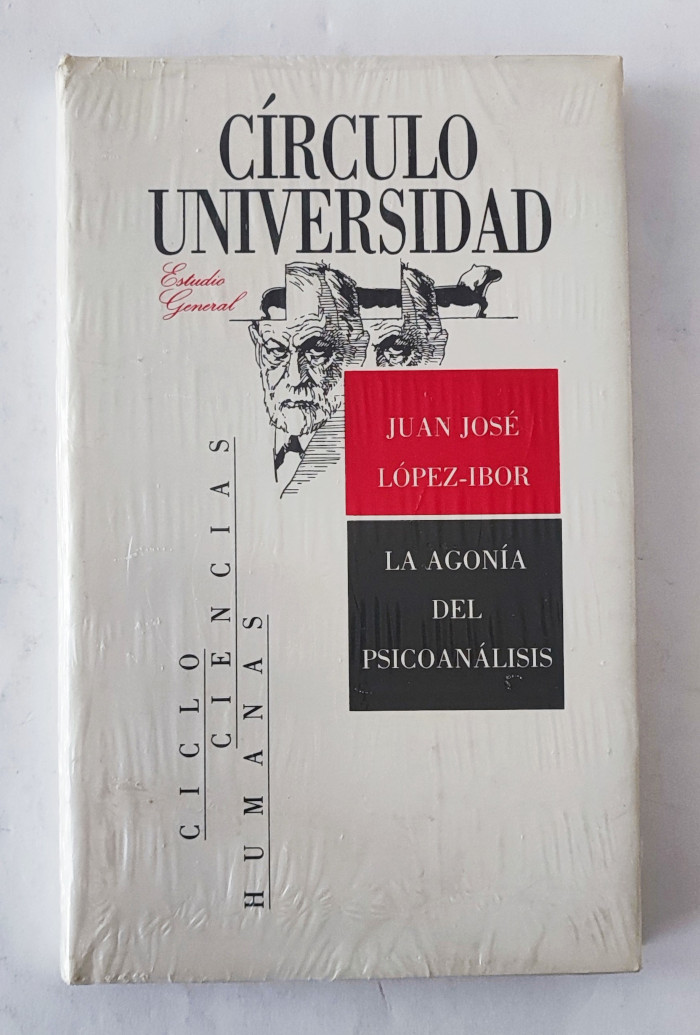 CÍRCULO
UNIVERSIDAD
Estudio
General
JUAN JOSÉ
LÓPEZ-IBOR
LA AGONÍA
DEL
PSICOANÁLISIS
CICLO
CIENCIAS
HUMANAS